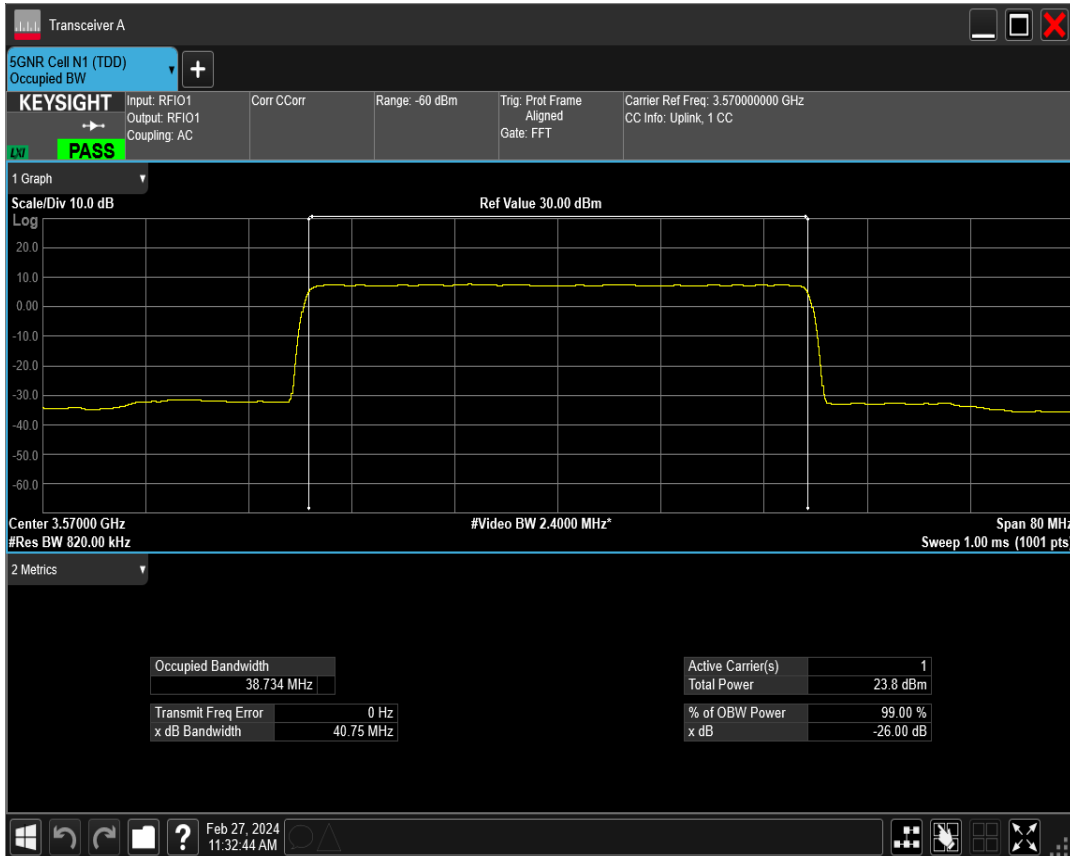 Transceiver A
5GNR Cell N1 (TDD)
Occupied BW
+
KEYSIGHT
LXI
PASS
Input: RFIO1
Output: RFIO1
Coupling: AC
Corr CCorr
Range: -60 dBm
Trig: Prot Frame
Aligned
Gate: FFT
Carrier Ref Freq: 3.570000000 GHz
CC Info: Uplink, 1 CC
1 Graph
Scale/Div 10.0 dB
Ref Value 30.00 dBm
Log
20.0
10.0
0.00
-10.0
-20.0
-30.0
-40.0
-50.0
-60.0
Center 3.57000 GHz
#Video BW 2.4000 MHz*
Span 80 MHz
#Res BW 820.00 kHz
Sweep 1.00 ms (1001 pts)
2 Metrics
Occupied Bandwidth
38.734 MHz
Transmit Freq Error 0 Hz
x dB Bandwidth 40.75 MHz
Active Carrier(s) 1
Total Power 23.8 dBm
% of OBW Power 99.00 %
x dB -26.00 dB
?
Feb 27, 2024
11:32:44 AM